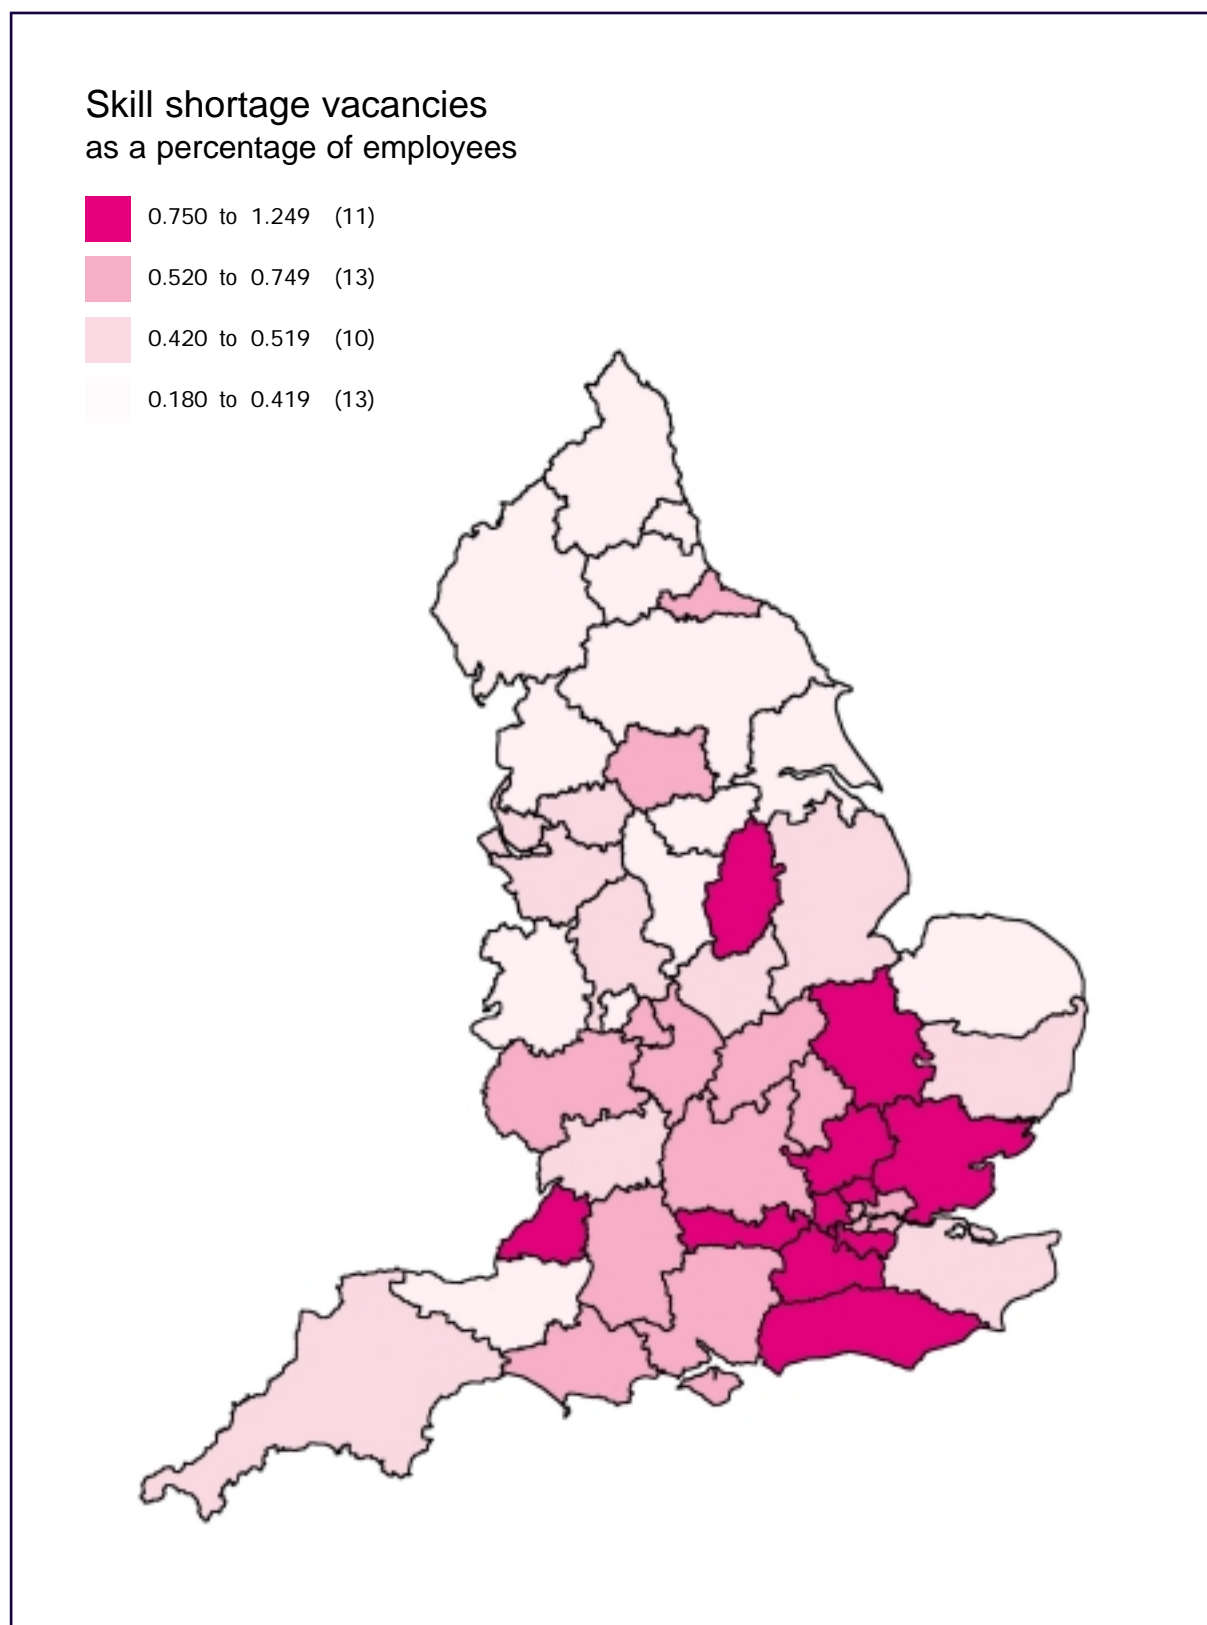 Skill shortage vacancies
as a percentage of employees
0.750 to 1.249 (11)
0.520 to 0.749 (13)
0.420 to 0.519 (10)
0.180 to 0.419 (13)